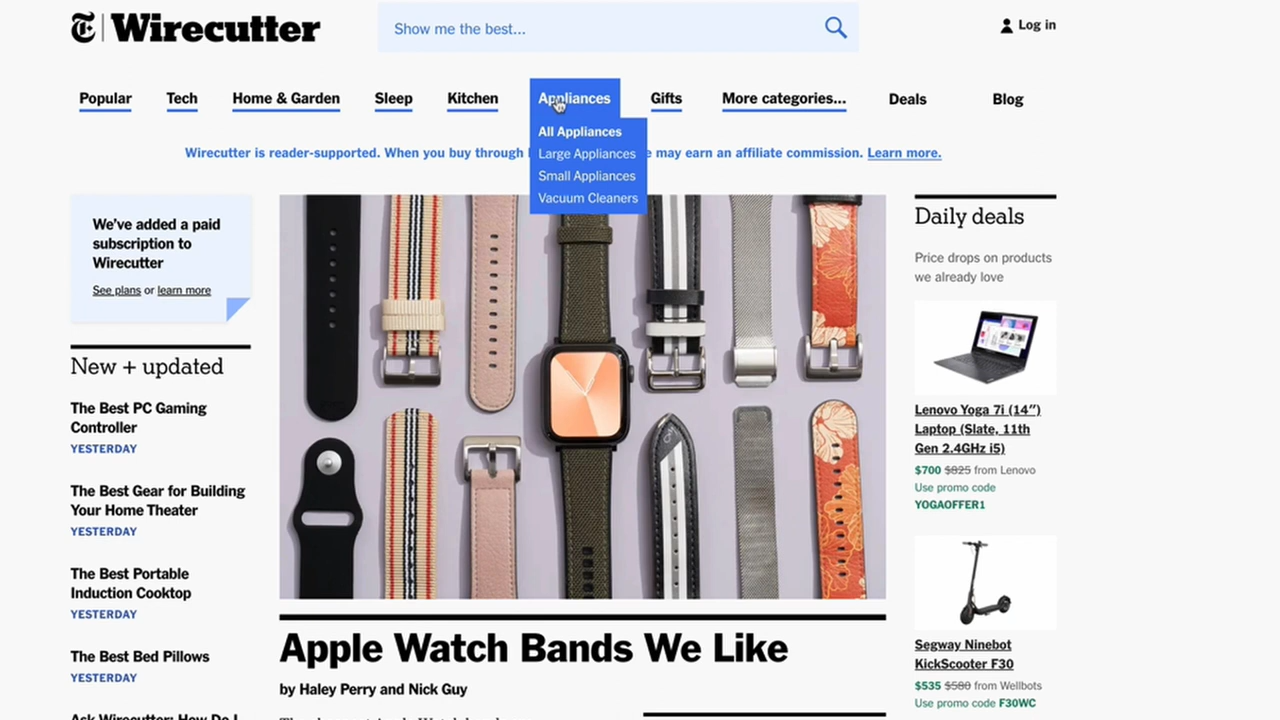 Wirecutter
Show me the best...
Log in
Popular
Tech
Home & Garden
Sleep
Kitchen
Appliances
Gifts
More categories...
Deals
Blog
All Appliances
Large Appliances
Small Appliances
Vacuum Cleaners
Wirecutter is reader-supported. When you buy through may earn an affiliate commission. Learn more.
We've added a paid
subscription to
Wirecutter
See plans or learn more
New + updated
The Best PC Gaming
Controller
YESTERDAY
The Best Gear for Building
Your Home Theater
YESTERDAY
The Best Portable
Induction Cooktop
YESTERDAY
The Best Bed Pillows
YESTERDAY
Ask Wirecutter: How Do I
Apple Watch Bands We Like
by Haley Perry and Nick Guy
Daily deals
Price drops on products
we already love
Lenovo Yoga 7i (14″)
Laptop (Slate, 11th
Gen 2.4GHz i5)
$700 $825 from Lenovo
Use promo code
YOGAOFFER1
Segway Ninebot
KickScooter F30
$535 $580 from Wellbots
Use promo code F30WC